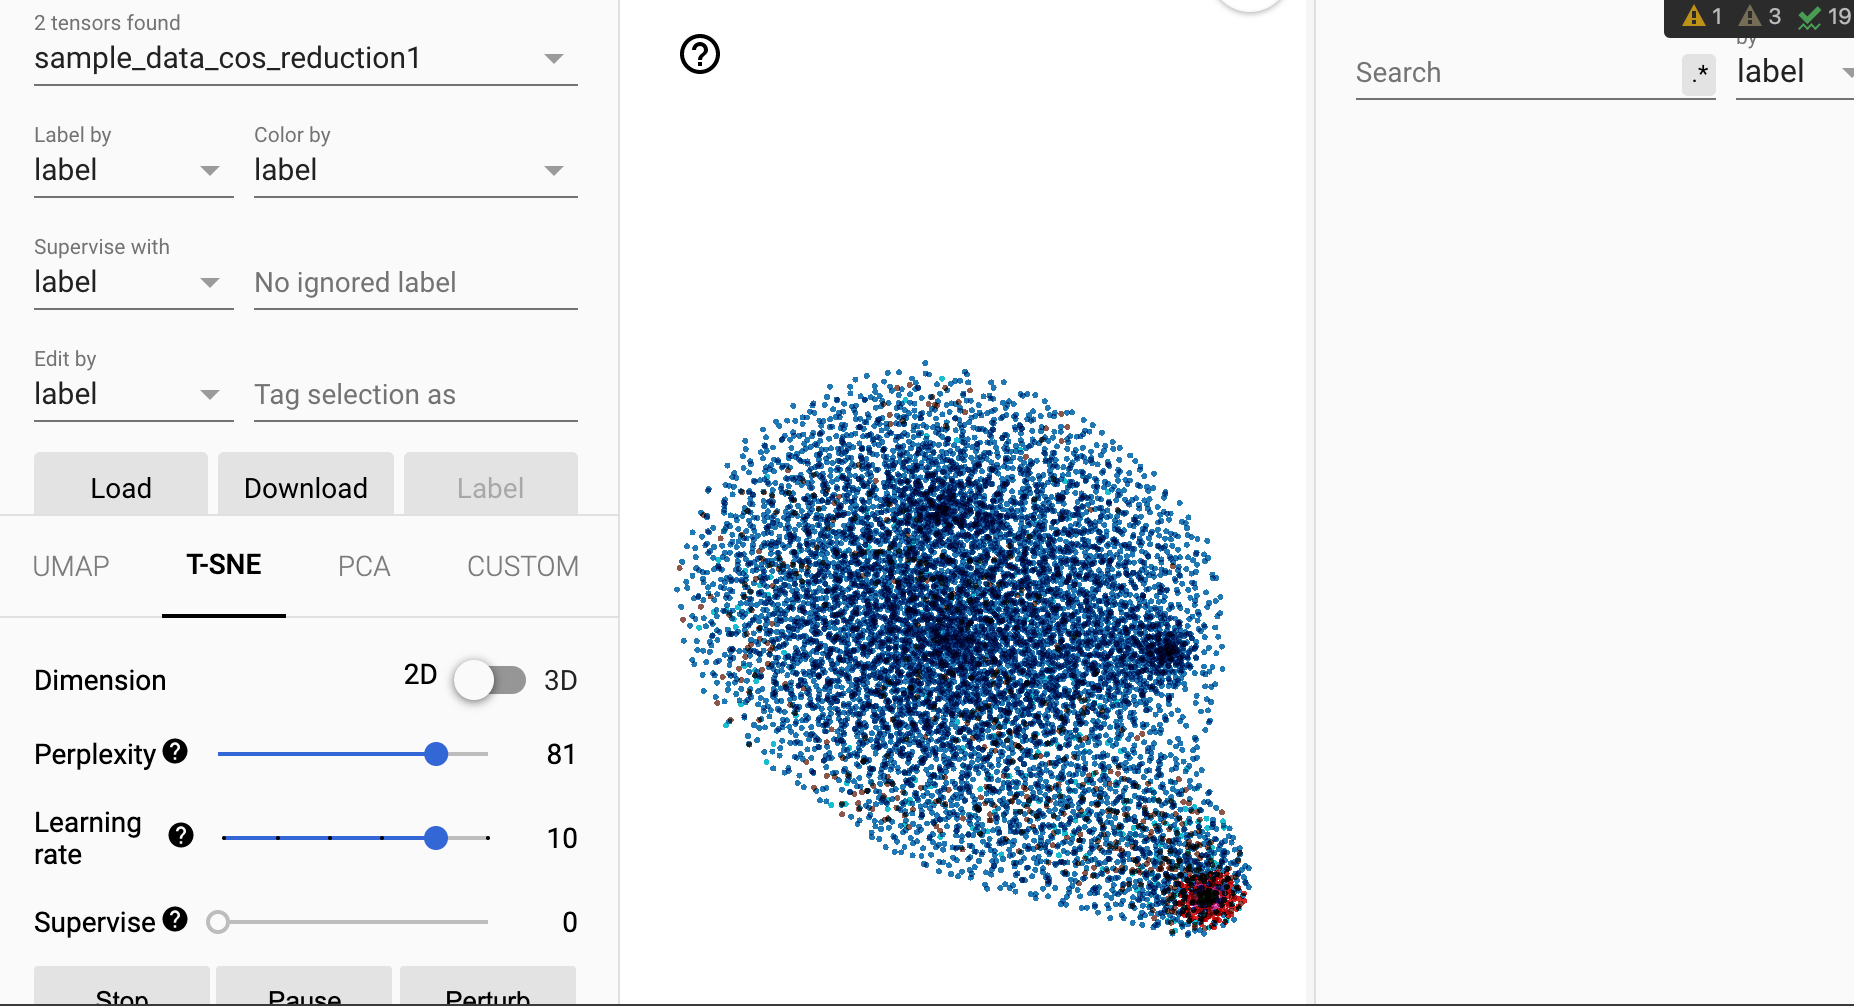 2 tensors found
sample_data_cos_reduction1
Label by
label
Color by
label
Supervise with
label
No ignored label
Edit by
label
Tag selection as
Load
Download
Label
UMAP
T-SNE
PCA
CUSTOM
Dimension
2D
3D
Perplexity
81
Learning
rate
10
Supervise
0
Stop
Pause
Perturb
1
3
19
Search
.*
by
label